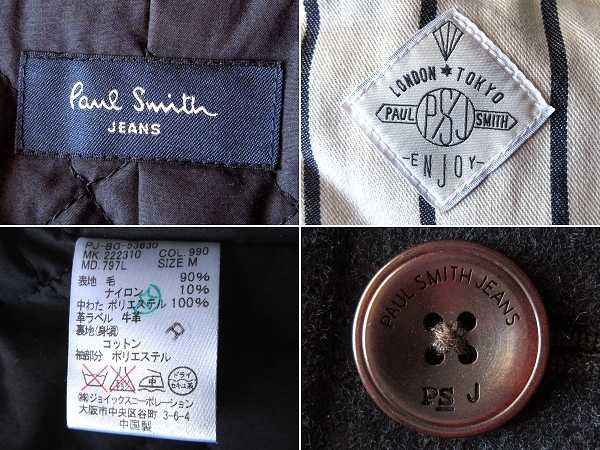 Paul Smith
JEANS
LONDON ★ TOKYO
PAUL PSJ SMITH
-ENJOY-
PJ-BG-53630
MK.222310 COL.990
MD.797L SIZE M
表地 毛 90%
ナイロン 10%
中わた ポリエステル 100%
革ラベル 牛革
裏地(身頃)
コットン
袖部分 ポリエステル
中
ドライ
セキユ系
㈱ジョイックスコーポレーション
大阪市中央区谷町 3-6-4
中国製
PAUL SMITH JEANS
PS J